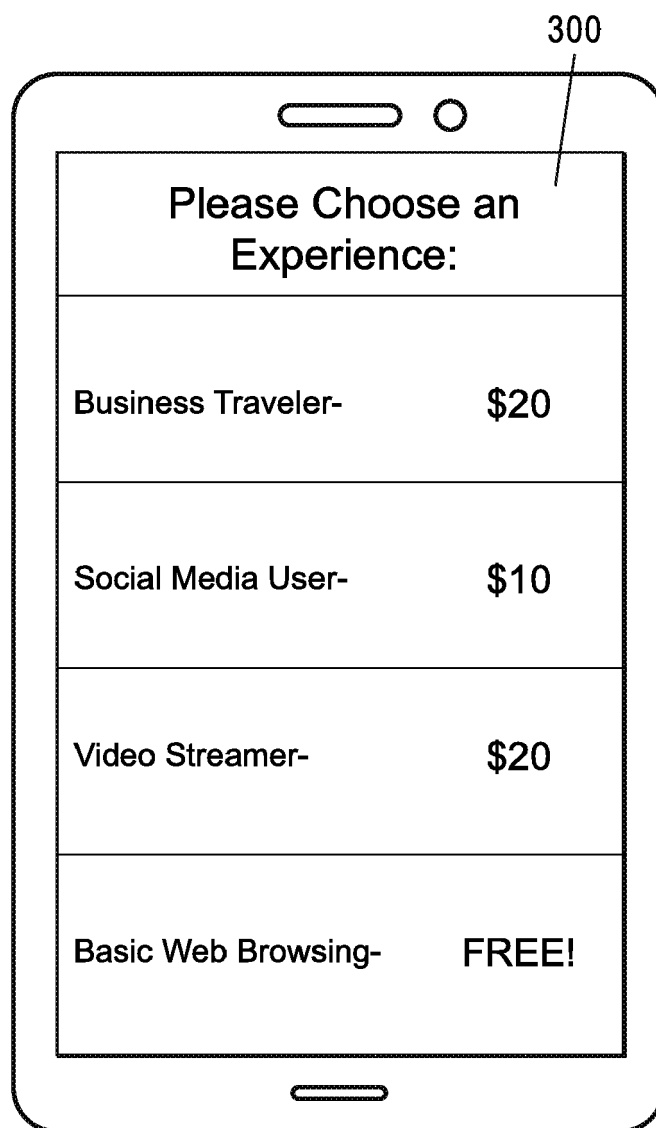 300
Please Choose an
Experience:
Business Traveler- $20
Social Media User- $10
Video Streamer- $20
Basic Web Browsing- FREE!